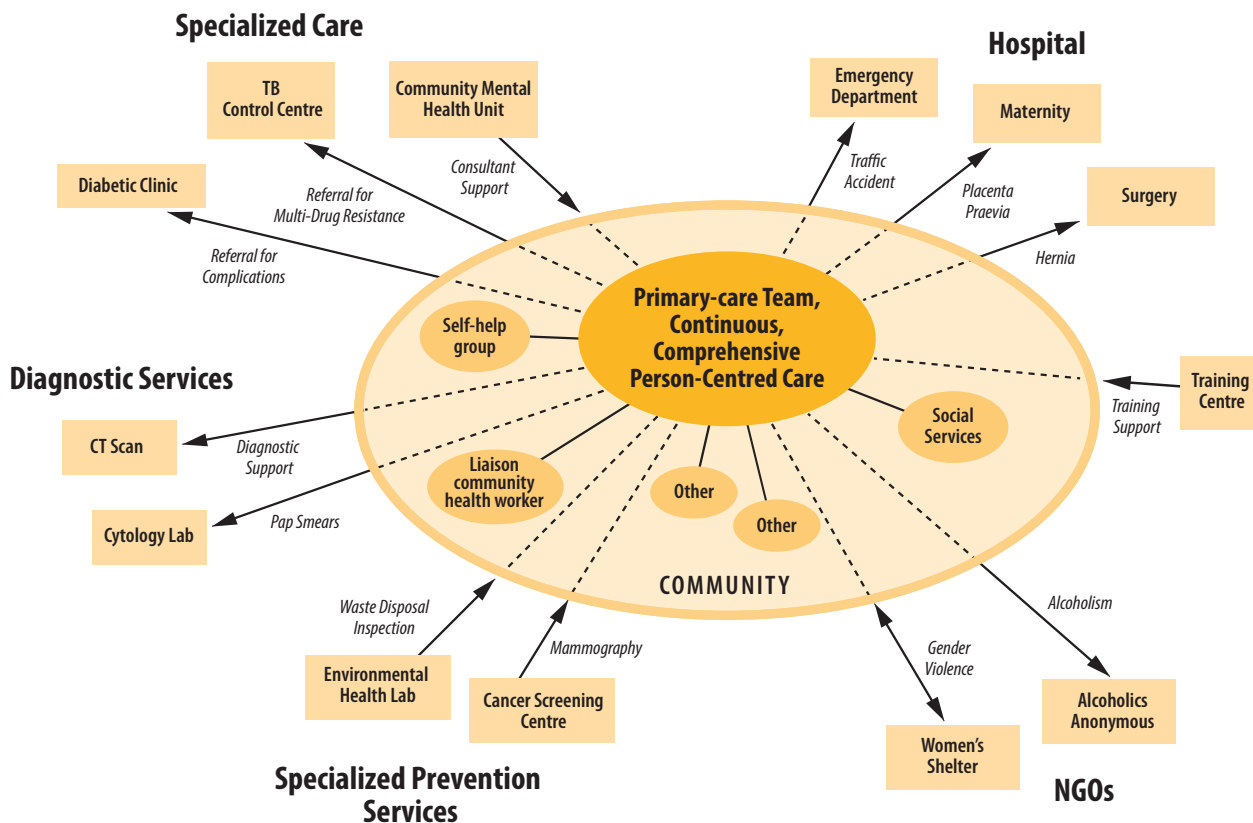 Specialized Care
Hospital
TB
Control Centre
Community Mental
Health Unit
Emergency
Department
Maternity
Diabetic Clinic
Surgery
Referral for
Multi-Drug Resistance
Consultant
Support
Traffic
Accident
Placenta
Praevia
Hernia
Referral for
Complications
Primary-care Team,
Continuous,
Comprehensive
Person-Centred Care
Self-help
group
Diagnostic Services
CT Scan
Diagnostic
Support
Cytology Lab
Pap Smears
Liaison
community
health worker
Other
Other
Social
Services
Training
Support
Training
Centre
COMMUNITY
Waste Disposal
Inspection
Mammography
Gender
Violence
Alcoholism
Environmental
Health Lab
Cancer Screening
Centre
Women's
Shelter
Alcoholics
Anonymous
Specialized Prevention
Services
NGOs